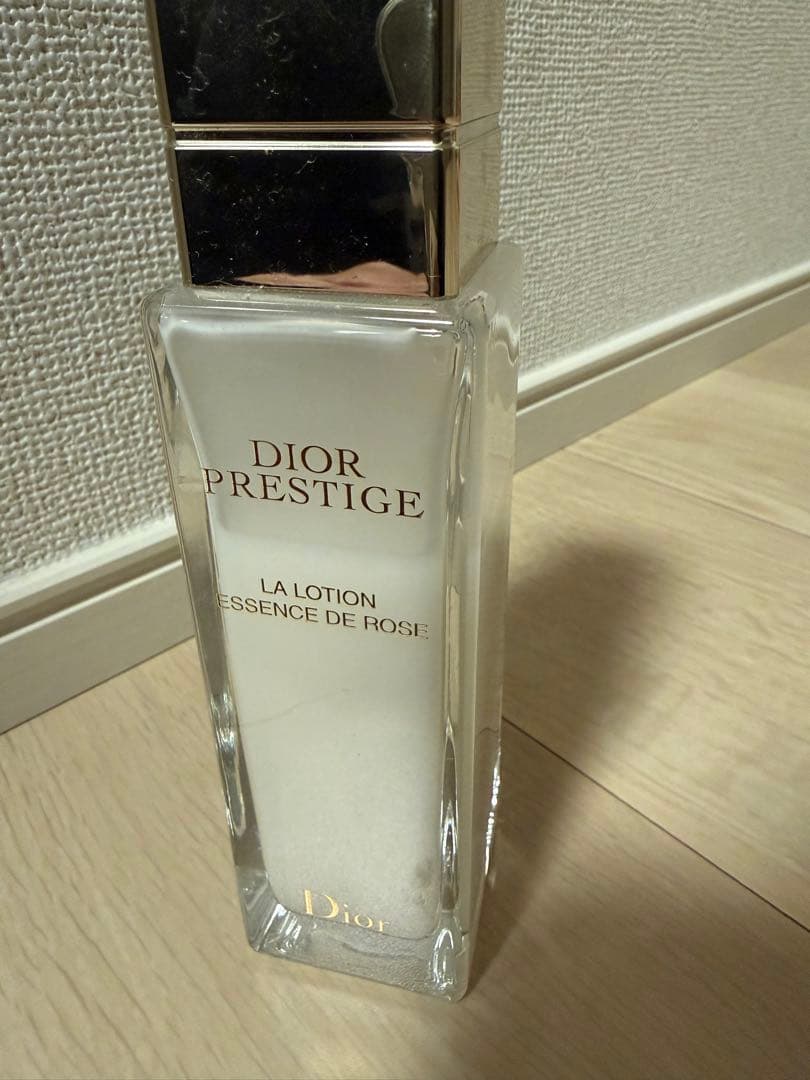 DIOR
PRESTIGE
LA LOTION
ESSENCE DE ROSE
Dior